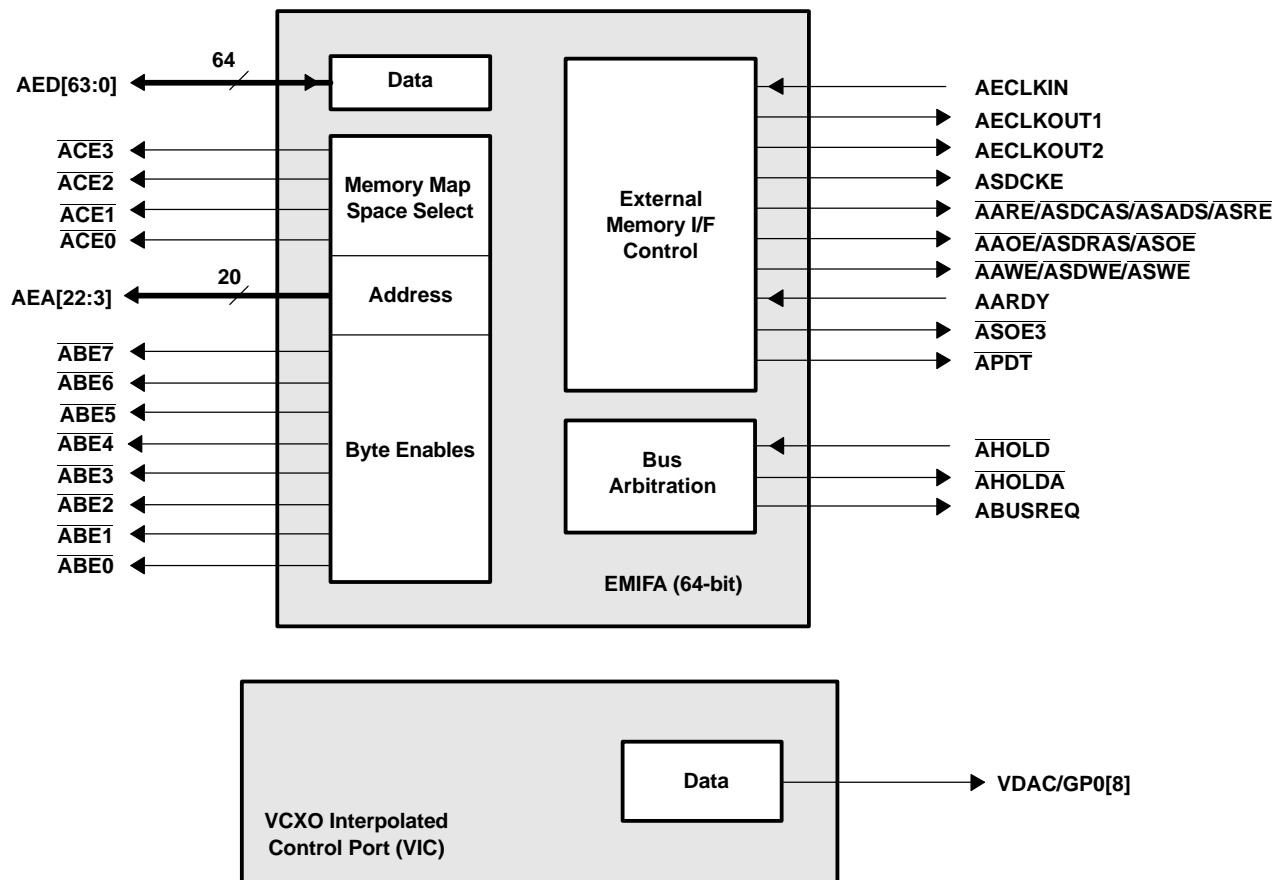 64
AED[63:0]
Data
ACE3
ACE2
ACE1
ACE0
Memory Map
Space Select
20
AEA[22:3]
Address
ABE7
ABE6
ABE5
ABE4
ABE3
ABE2
ABE1
ABE0
Byte Enables
External
Memory I/F
Control
AECLKIN
AECLKOUT1
AECLKOUT2
ASDCKE
AARE/ASDCAS/ASADS/ASRE
AAOE/ASDRAS/ASOE
AAWE/ASDWE/ASWE
AARDY
ASOE3
APDT
Bus
Arbitration
AHOLD
AHOLDA
ABUSREQ
EMIFA (64-bit)
Data
VDAC/GP0[8]
VCXO Interpolated
Control Port (VIC)